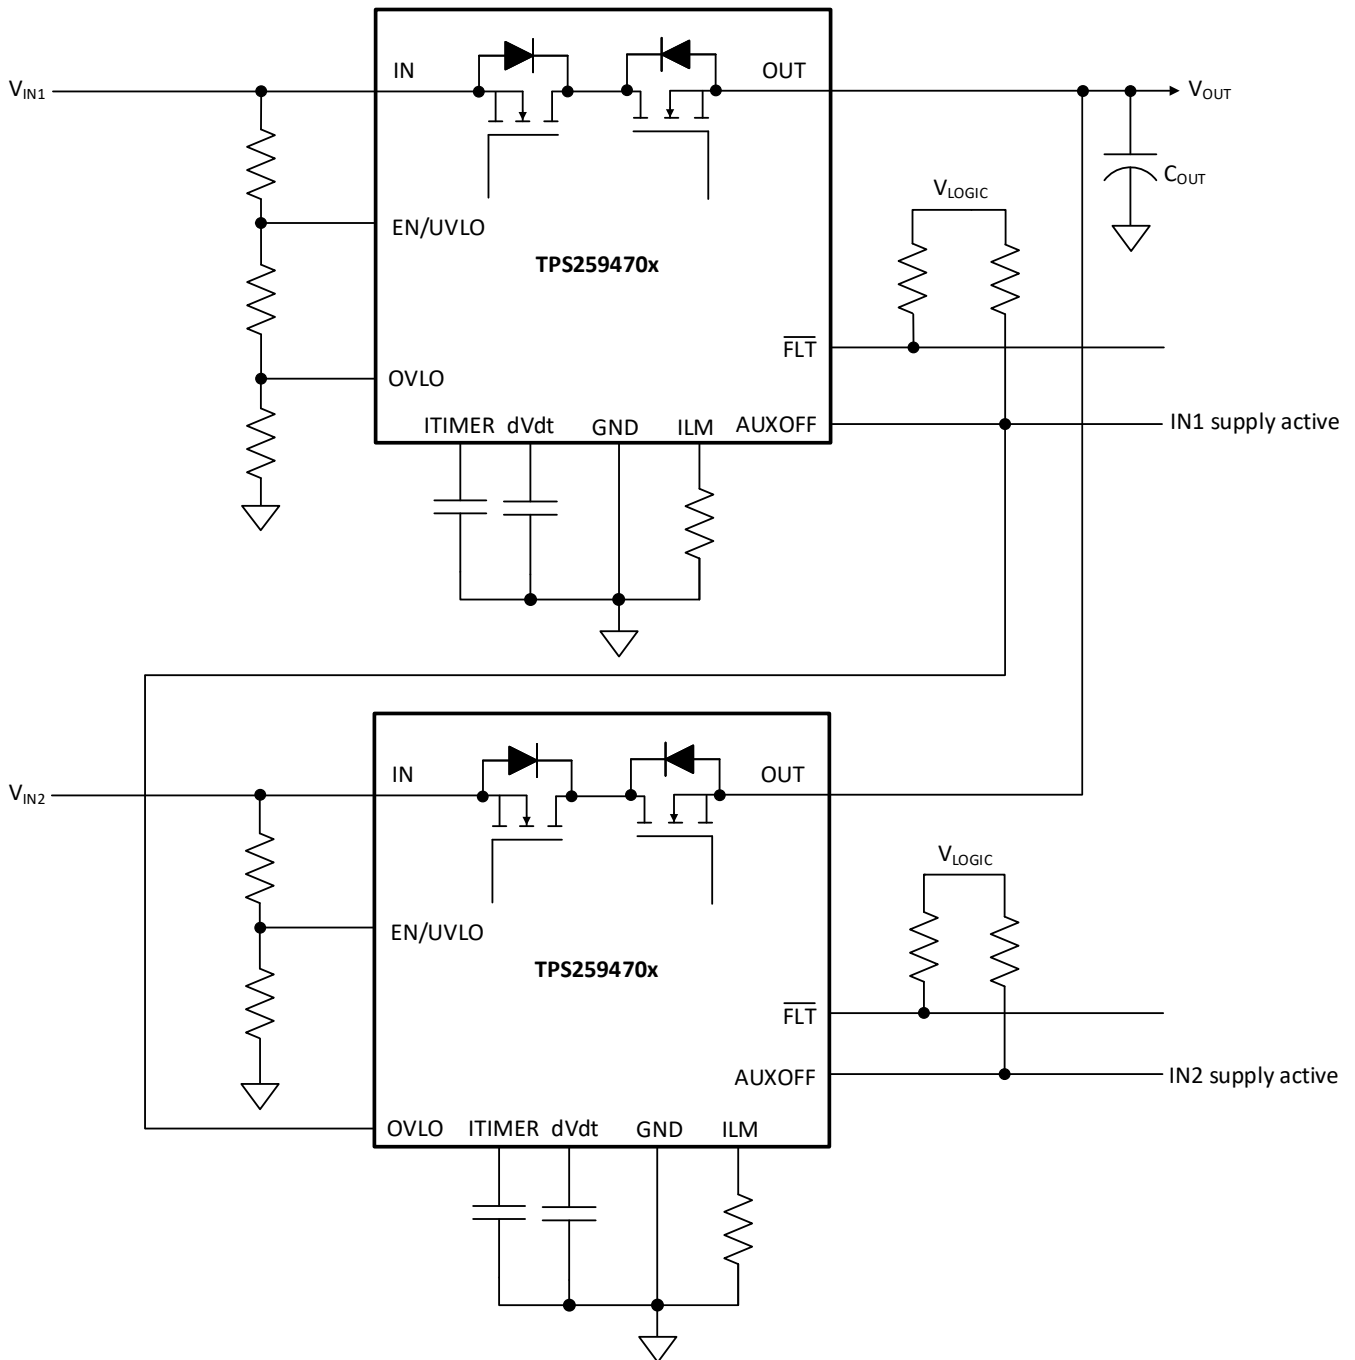 IN
OUT
VIN1
VOUT
COUT
VLOGIC
EN/UVLO
TPS259470x
FLT
OVLO
ITIMER dVdt GND ILM AUXOFF
IN1 supply active
IN
OUT
VIN2
VLOGIC
EN/UVLO
TPS259470x
FLT
AUXOFF
IN2 supply active
OVLO ITIMER dVdt GND ILM